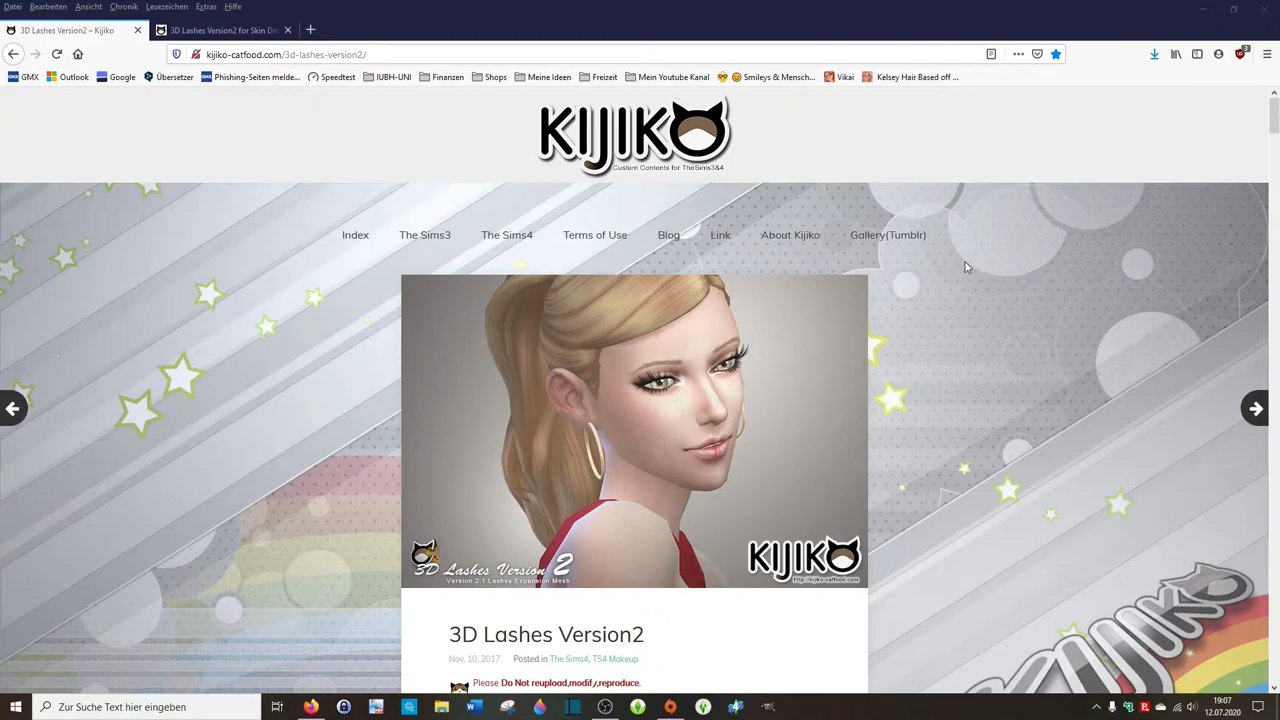 Datei Bearbeiten Ansicht Chronik Lesezeichen Extras Hilfe
3D Lashes Version2 – Kijiko
3D Lashes Version2 for Skin De
kijiko-catfood.com/3d-lashes-version2/
GMX Outlook Google Übersetzer Phishing-Seiten melde... Speedtest IUBH-UNI Finanzen Shops Meine Ideen Freizeit Mein Youtube Kanal Smileys & Mensch... Vikai Kelsey Hair Based off ...
KIJIKO
Custom Contents for TheSims3&4
Index The Sims3 The Sims4 Terms of Use Blog Link About Kijiko Gallery(Tumblr)
3D Lashes Version 2
Version 2.1 Lashes Expansion Mesh
KIJIKO
http://kijiko-catfood.com
KIJIKO
3D Lashes Version2
Nov, 10, 2017 Posted in The Sims4, TS4 Makeup
Please Do Not reupload,modify,reproduce.
Zur Suche Text hier eingeben
19:07
12.07.2020